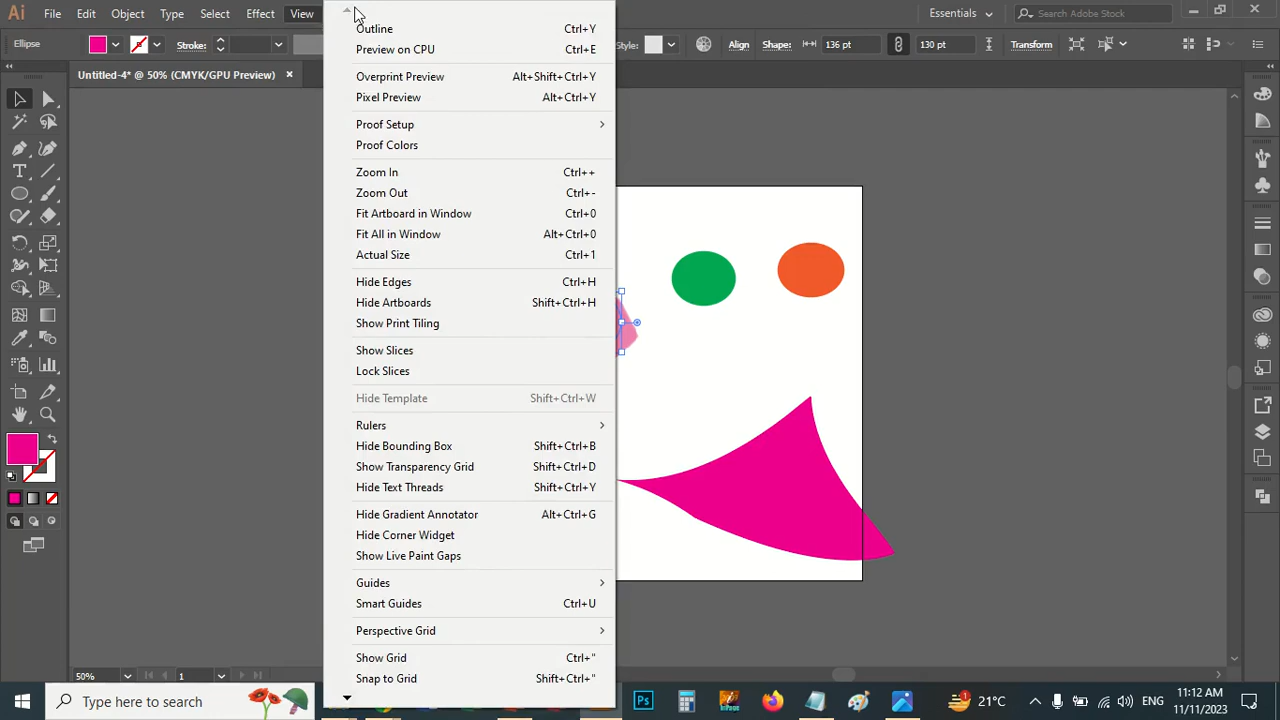 Ai File Edit Object Type Select Effect View Essentials Search Adobe Stock
Ellipse Stroke: Style: Align Shape: 136 pt 130 pt Transform
Untitled-4* @ 50% (CMYK/GPU Preview) ×
Outline Ctrl+Y
Preview on CPU Ctrl+E
Overprint Preview Alt+Shift+Ctrl+Y
Pixel Preview Alt+Ctrl+Y
Proof Setup
Proof Colors
Zoom In Ctrl++
Zoom Out Ctrl+-
Fit Artboard in Window Ctrl+0
Fit All in Window Alt+Ctrl+0
Actual Size Ctrl+1
Hide Edges Ctrl+H
Hide Artboards Shift+Ctrl+H
Show Print Tiling
Show Slices
Lock Slices
Hide Template Shift+Ctrl+W
Rulers
Hide Bounding Box Shift+Ctrl+B
Show Transparency Grid Shift+Ctrl+D
Hide Text Threads Shift+Ctrl+Y
Hide Gradient Annotator Alt+Ctrl+G
Hide Corner Widget
Show Live Paint Gaps
Guides
Smart Guides Ctrl+U
Perspective Grid
Show Grid Ctrl+"
Snap to Grid Shift+Ctrl+"
50% 1
Type here to search Ps 1 21°C ENG 11:12 AM
11/11/2023